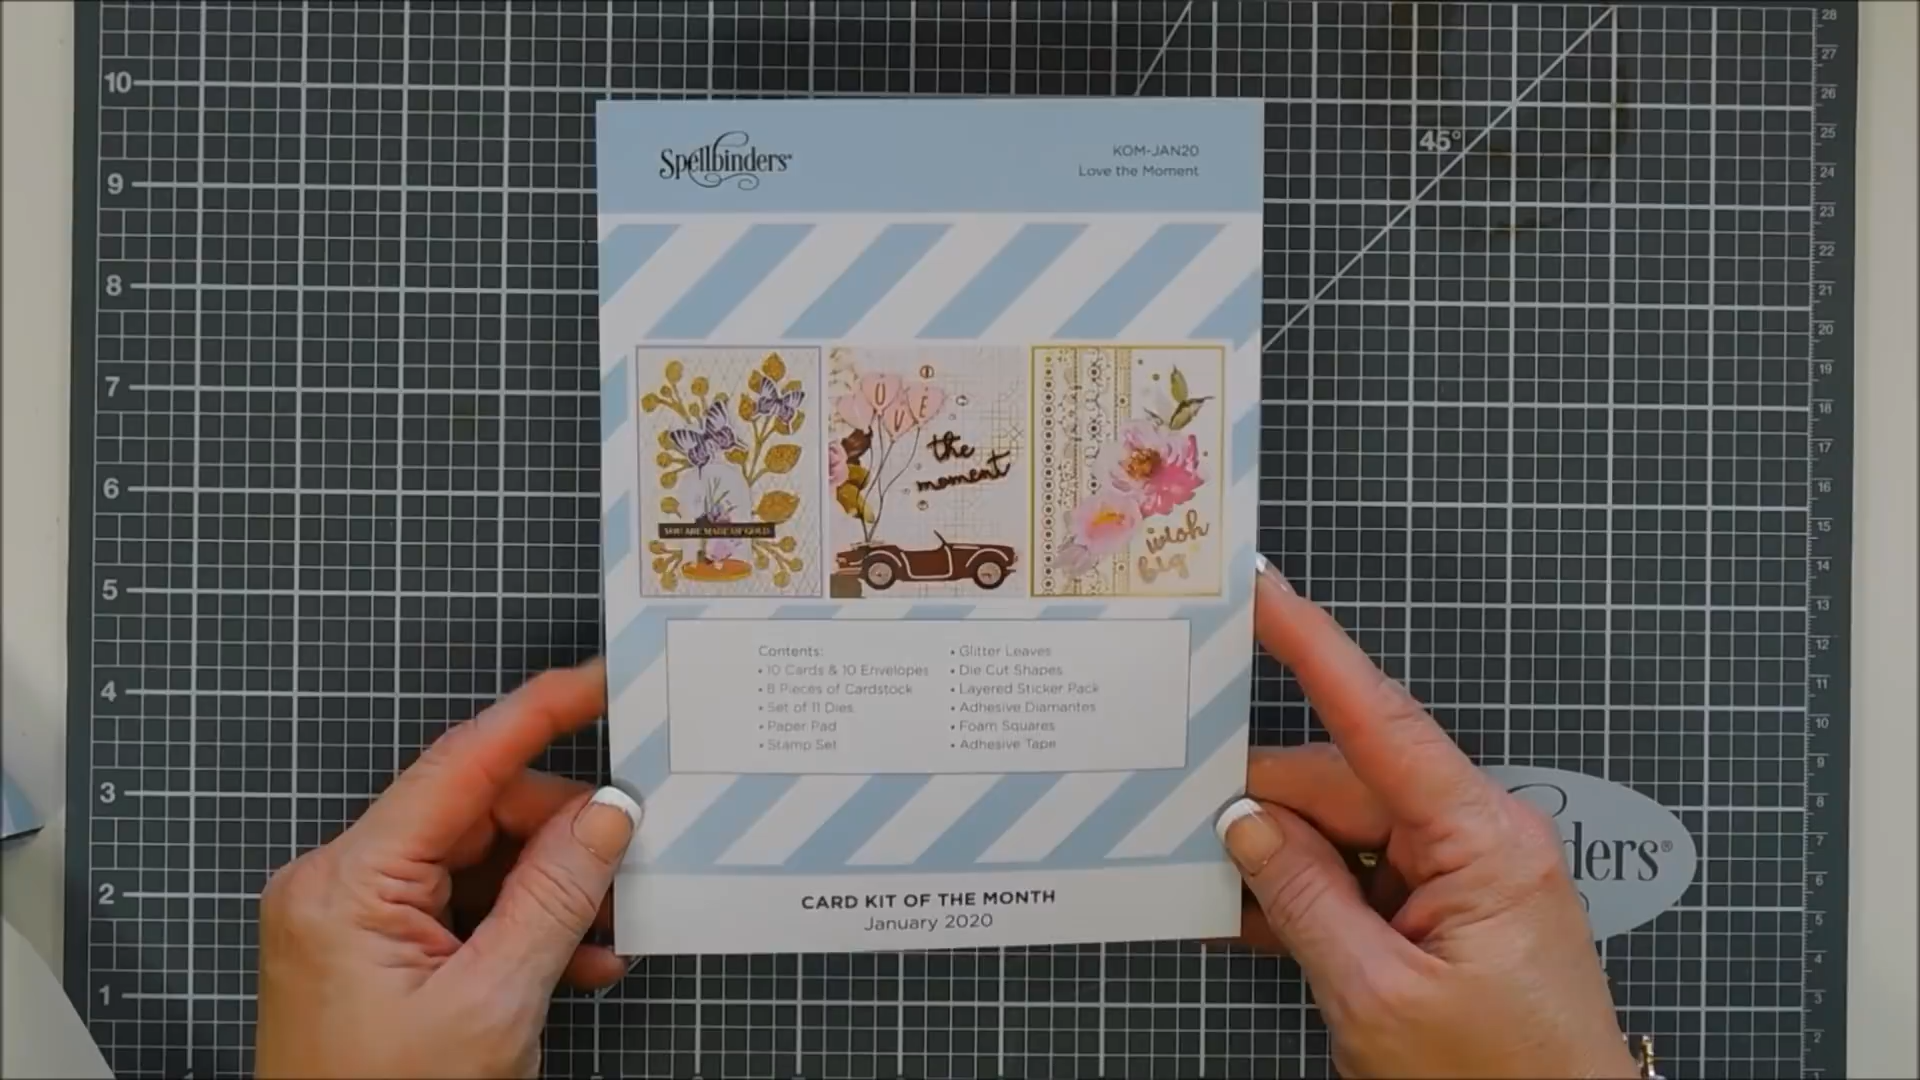 Spellbinders®
KOM-JAN20
Love the Moment
LOVE
the
moment
YOU ARE MADE OF GOLD
wish
big
Contents:
• 10 Cards & 10 Envelopes
• 8 Pieces of Cardstock
• Set of 11 Dies
• Paper Pad
• Stamp Set
• Glitter Leaves
• Die Cut Shapes
• Layered Sticker Pack
• Adhesive Diamantes
• Foam Squares
• Adhesive Tape
CARD KIT OF THE MONTH
January 2020
ders®
45°
10
9
8
7
6
5
4
3
2
1
28
27
26
25
24
23
22
21
20
19
18
17
16
15
14
13
12
11
10
9
8
7
6
5
4
3
2
1